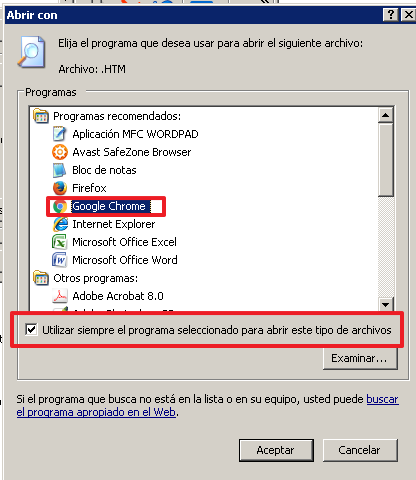 Abrir con
Elija el programa que desea usar para abrir el siguiente archivo:
Archivo: .HTM
Programas
Programas recomendados:
Aplicación MFC WORDPAD
Avast SafeZone Browser
Bloc de notas
Firefox
Google Chrome
Internet Explorer
Microsoft Office Excel
Microsoft Office Word
Otros programas:
Adobe Acrobat 8.0
Utilizar siempre el programa seleccionado para abrir este tipo de archivos
Examinar...
Si el programa que busca no está en la lista o en su equipo, usted puede buscar
el programa apropiado en el Web.
Aceptar
Cancelar